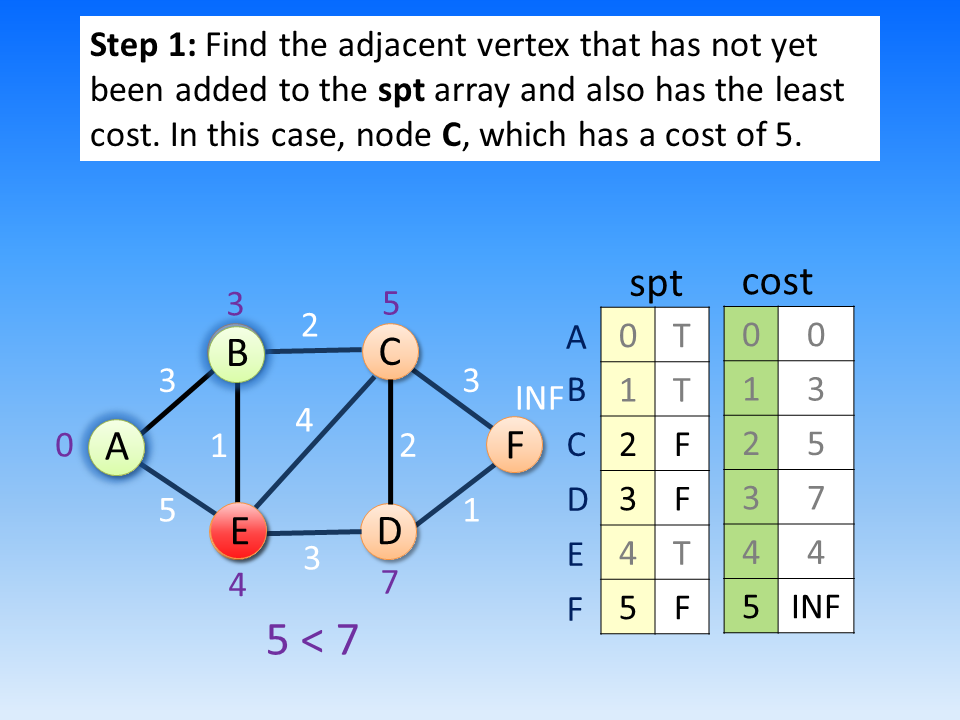 Step 1: Find the adjacent vertex that has not yet
been added to the spt array and also has the least
cost. In this case, node C, which has a cost of 5.
spt cost
3 5
2
B C
A 0 T 0 0
3 3
INF
B 1 T 1 3
4
0 A 1 2 F
C 2 F 2 5
5 1
D 3 F 3 7
E D
3
E 4 T 4 4
4 7
F 5 F 5 INF
5 < 7